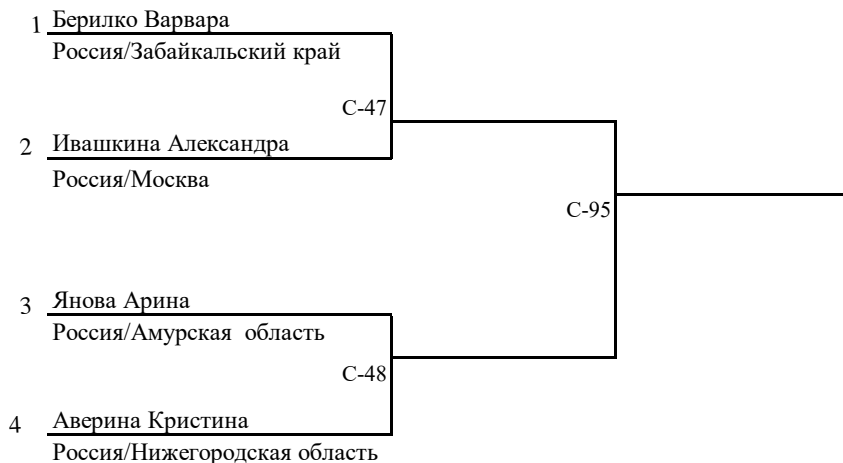 1 Берилко Варвара
Россия/Забайкальский край
С-47
2 Ивашкина Александра
Россия/Москва
С-95
3 Янова Арина
Россия/Амурская область
С-48
4 Аверина Кристина
Россия/Нижегородская область